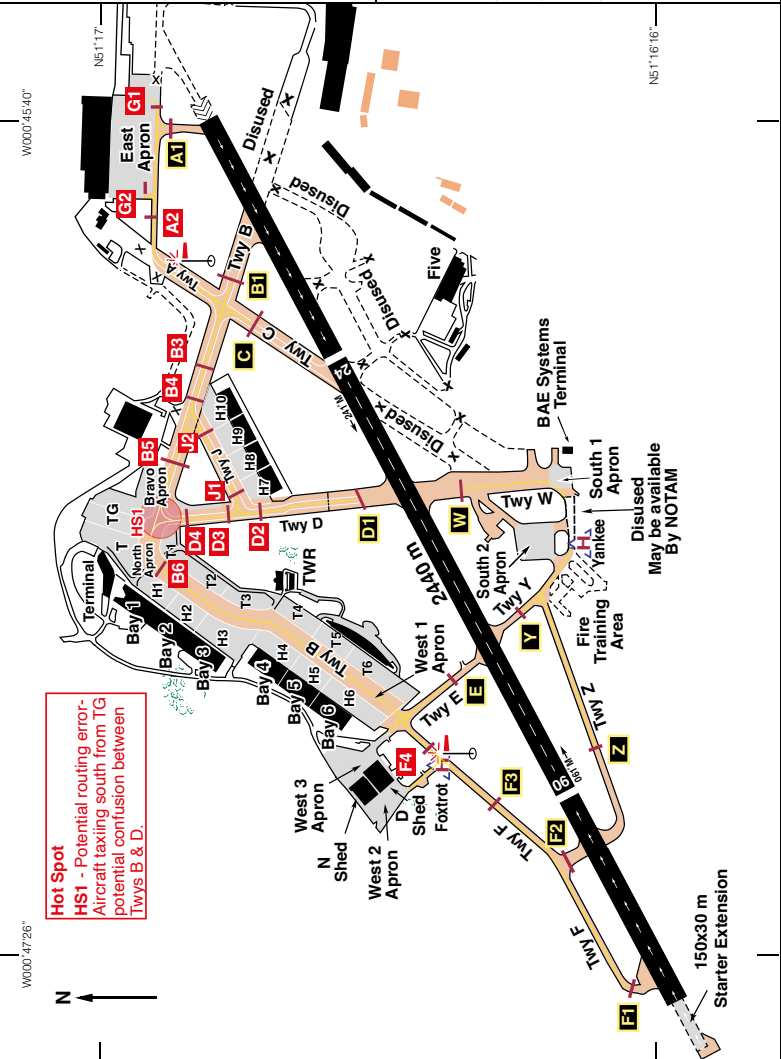 N51°17'
N51°16'16"
W000°45'40"
W000°47'26"
N
Hot Spot
HS1 - Potential routing error-
Aircraft taxiing south from TG
potential confusion between
Twys B & D.
East
Apron
G1
G2
A1
A2
Twy A
Disused
Disused
Disused
Disused
Twy B
B1
Twy C
C
Five
B3
B4
B5
J2
J1
Twy J
H10
H9
H8
H7
TG
T
HS1
Bravo
Apron
North
Apron
T1
B6
D4
D3
D2
Twy D
D1
Terminal
Bay 1
Bay 2
Bay 3
Bay 4
Bay 5
Bay 6
H1
H2
H3
H4
H5
H6
T2
T3
T4
T5
T6
Twy B
TWR
West 1
Apron
24
241°M
2440 m
06
061°M
W
Twy W
BAE Systems
Terminal
South 1
Apron
South 2
Apron
Disused
May be available
By NOTAM
H
Yankee
Fire
Training
Area
Twy Y
Y
Twy Z
Z
Twy E
E
West 3
Apron
N
Shed
West 2
Apron
D
Shed
Foxtrot
F4
F3
F2
Twy F
Twy F
F1
150x30 m
Starter Extension